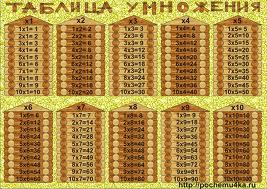 ТАБЛИЦА УМНОЖЕНИЯ
x1
1x1= 1
2x1= 2
3x1= 3
4x1= 4
5x1= 5
6x1= 6
7x1= 7
8x1= 8
9x1= 9
10x1=10
x2
1x2= 2
2x2= 4
3x2= 6
4x2= 8
5x2=10
6x2=12
7x2=14
8x2=16
9x2=18
10x2=20
x3
1x3= 3
2x3= 6
3x3= 9
4x3=12
5x3=15
6x3=18
7x3=21
8x3=24
9x3=27
10x3=30
x4
1x4= 4
2x4= 8
3x4=12
4x4=16
5x4=20
6x4=24
7x4=28
8x4=32
9x4=36
10x4=40
x5
1x5= 5
2x5=10
3x5=15
4x5=20
5x5=25
6x5=30
7x5=35
8x5=40
9x5=45
10x5=50
x6
1x6= 6
2x6=12
3x6=18
4x6=24
5x6=30
6x6=36
7x6=42
8x6=48
9x6=54
10x6=60
x7
1x7= 7
2x7=14
3x7=21
4x7=28
5x7=35
6x7=42
7x7=49
8x7=56
9x7=63
10x7=70
x8
1x8= 8
2x8=16
3x8=24
4x8=32
5x8=40
6x8=48
7x8=56
8x8=64
9x8=72
10x8=80
x9
1x9= 9
2x9=18
3x9=27
4x9=36
5x9=45
6x9=54
7x9=63
8x9=72
9x9=81
10x9=90
x10
1x10=10
2x10=20
3x10=30
4x10=40
5x10=50
6x10=60
7x10=70
8x10=80
9x10=90
10x10=100
http://pochemu4ka.ru